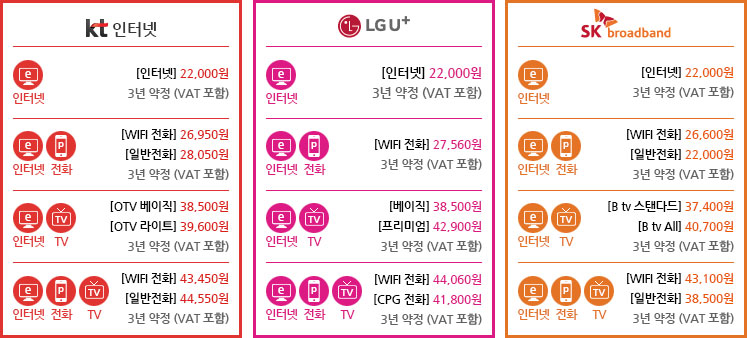 kt 인터넷
e
인터넷
[인터넷] 22,000원
3년 약정 (VAT 포함)
e P
인터넷 전화
[WIFI 전화] 26,950원
[일반전화] 28,050원
3년 약정 (VAT 포함)
e TV
인터넷 TV
[OTV 베이직] 38,500원
[OTV 라이트] 39,600원
3년 약정 (VAT 포함)
e P TV
인터넷 전화 TV
[WIFI 전화] 43,450원
[일반전화] 44,550원
3년 약정 (VAT 포함)
LG U+
e
인터넷
[인터넷] 22,000원
3년 약정 (VAT 포함)
e P
인터넷 전화
[WIFI 전화] 27,560원
3년 약정 (VAT 포함)
e TV
인터넷 TV
[베이직] 38,500원
[프리미엄] 42,900원
3년 약정 (VAT 포함)
e P TV
인터넷 전화 TV
[WIFI 전화] 44,060원
[CPG 전화] 41,800원
3년 약정 (VAT 포함)
SK broadband
e
인터넷
[인터넷] 22,000원
3년 약정 (VAT 포함)
e P
인터넷 전화
[WIFI 전화] 26,600원
[일반전화] 22,000원
3년 약정 (VAT 포함)
e TV
인터넷 TV
[B tv 스탠다드] 37,400원
[B tv All] 40,700원
3년 약정 (VAT 포함)
e P TV
인터넷 전화 TV
[WIFI 전화] 43,100원
[일반전화] 38,500원
3년 약정 (VAT 포함)